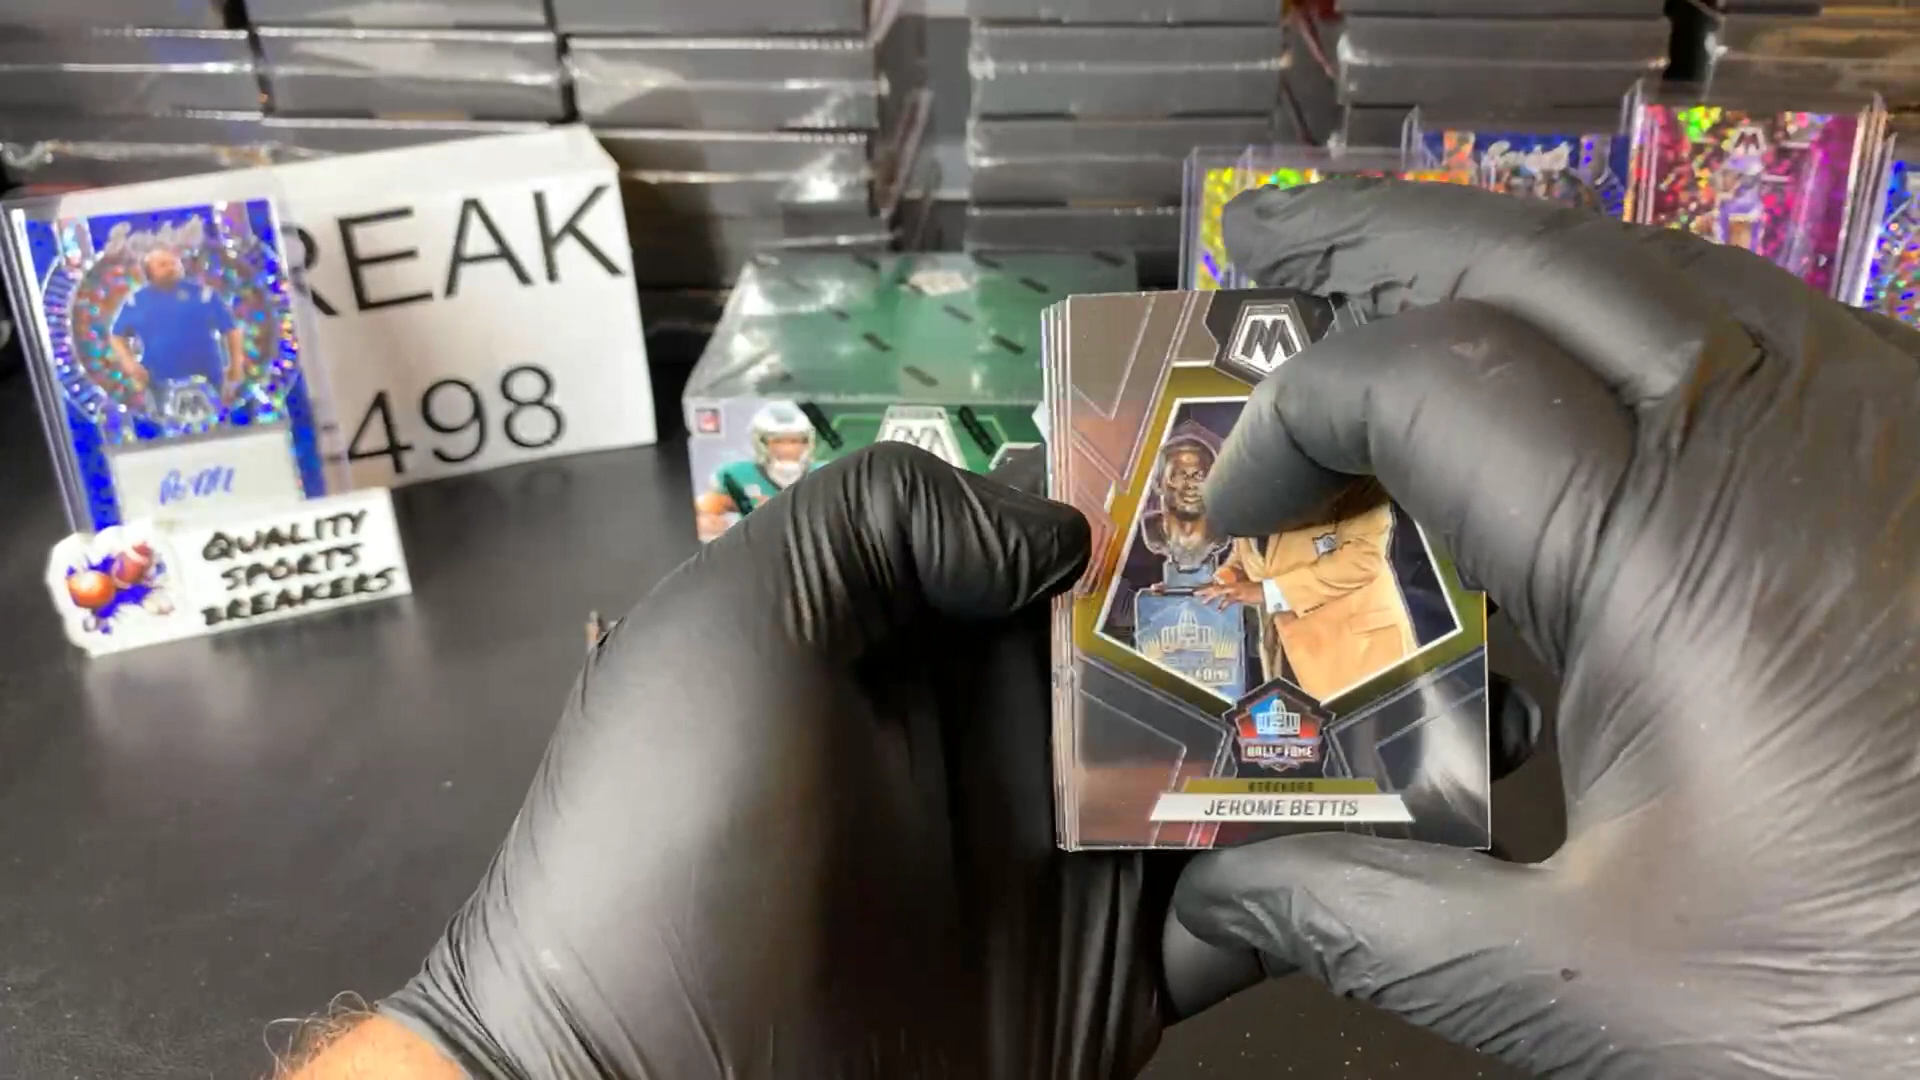 REAK
498
QUALITY
SPORTS
BREAKERS
M
HALL OF FAME
JEROME BETTIS